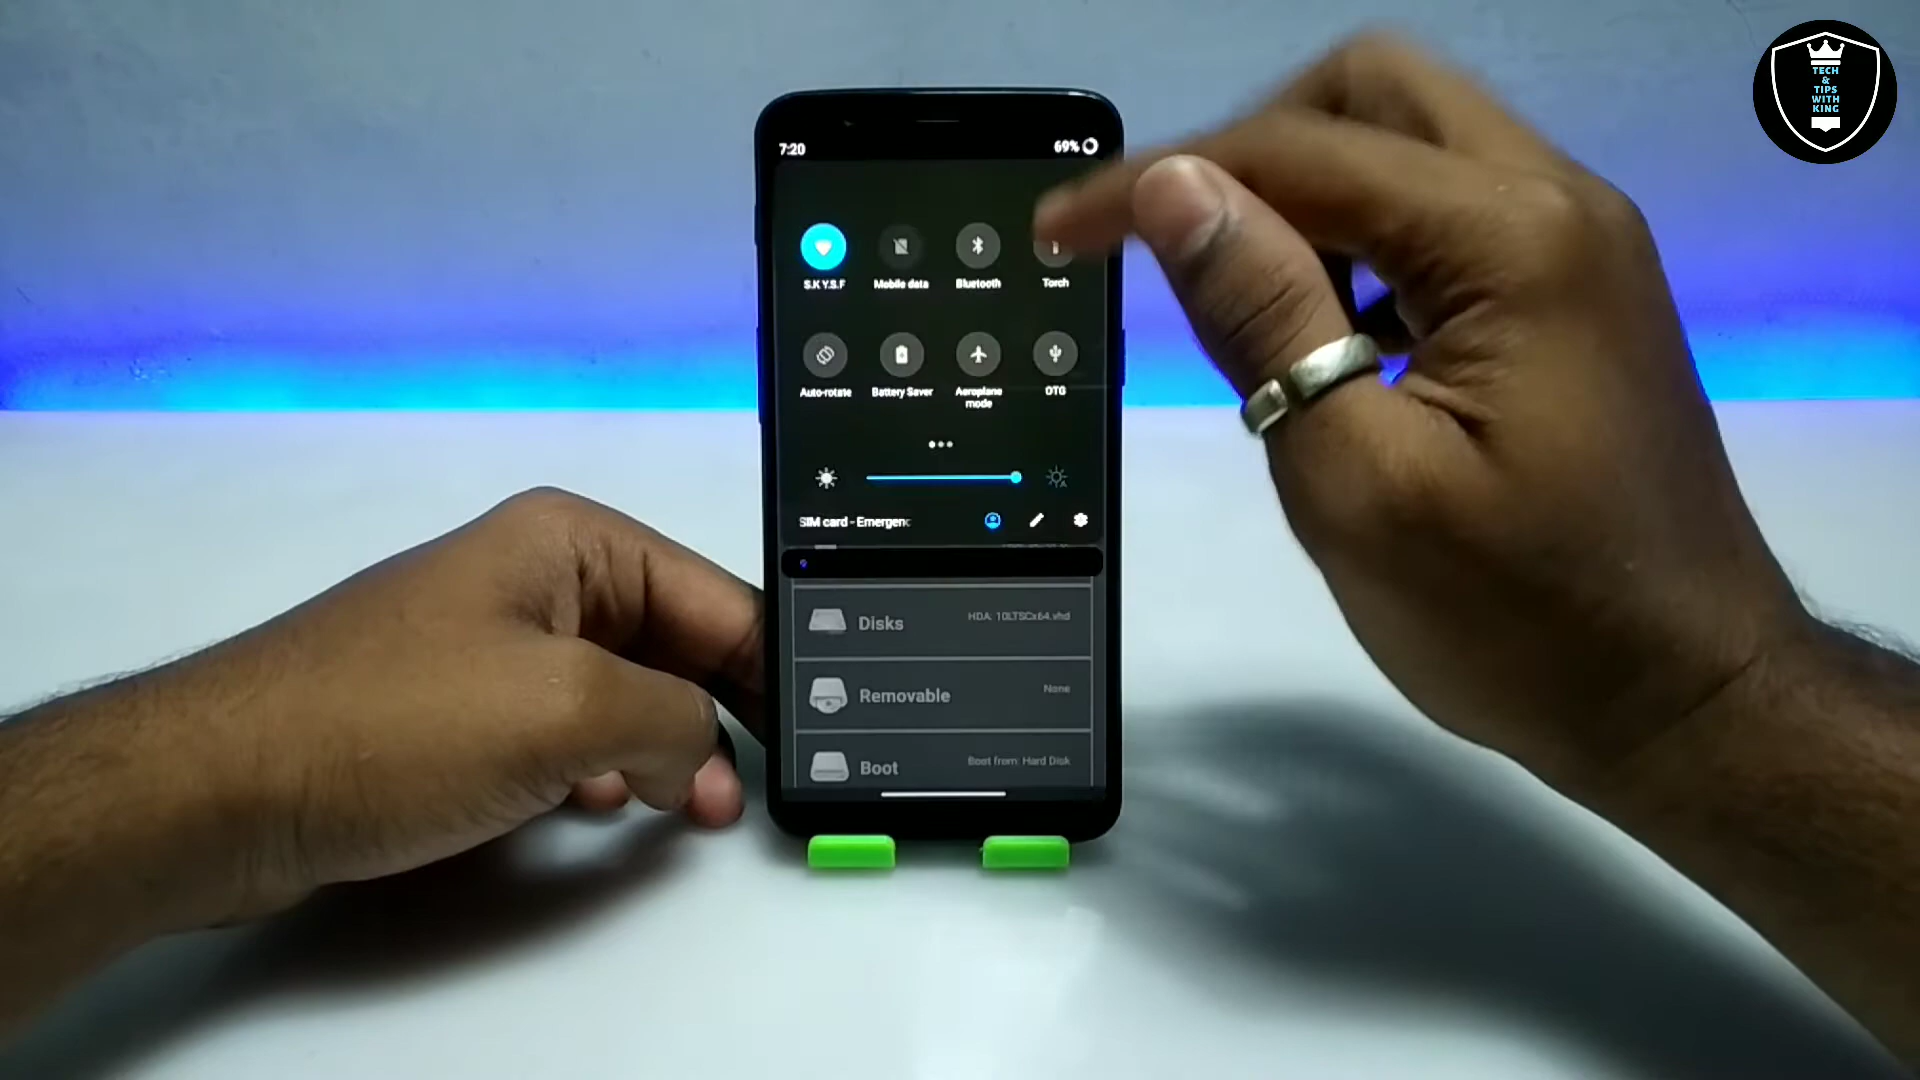 TECH
&
TIPS
WITH
KING
7:20
69%
S.K Y.S.F
Mobile data
Bluetooth
Torch
Auto-rotate
Battery Saver
Aeroplane
mode
OTG
SIM card - Emergenc
Disks
HDA: 10LTSCx64.vhd
Removable
None
Boot
Boot from: Hard Disk